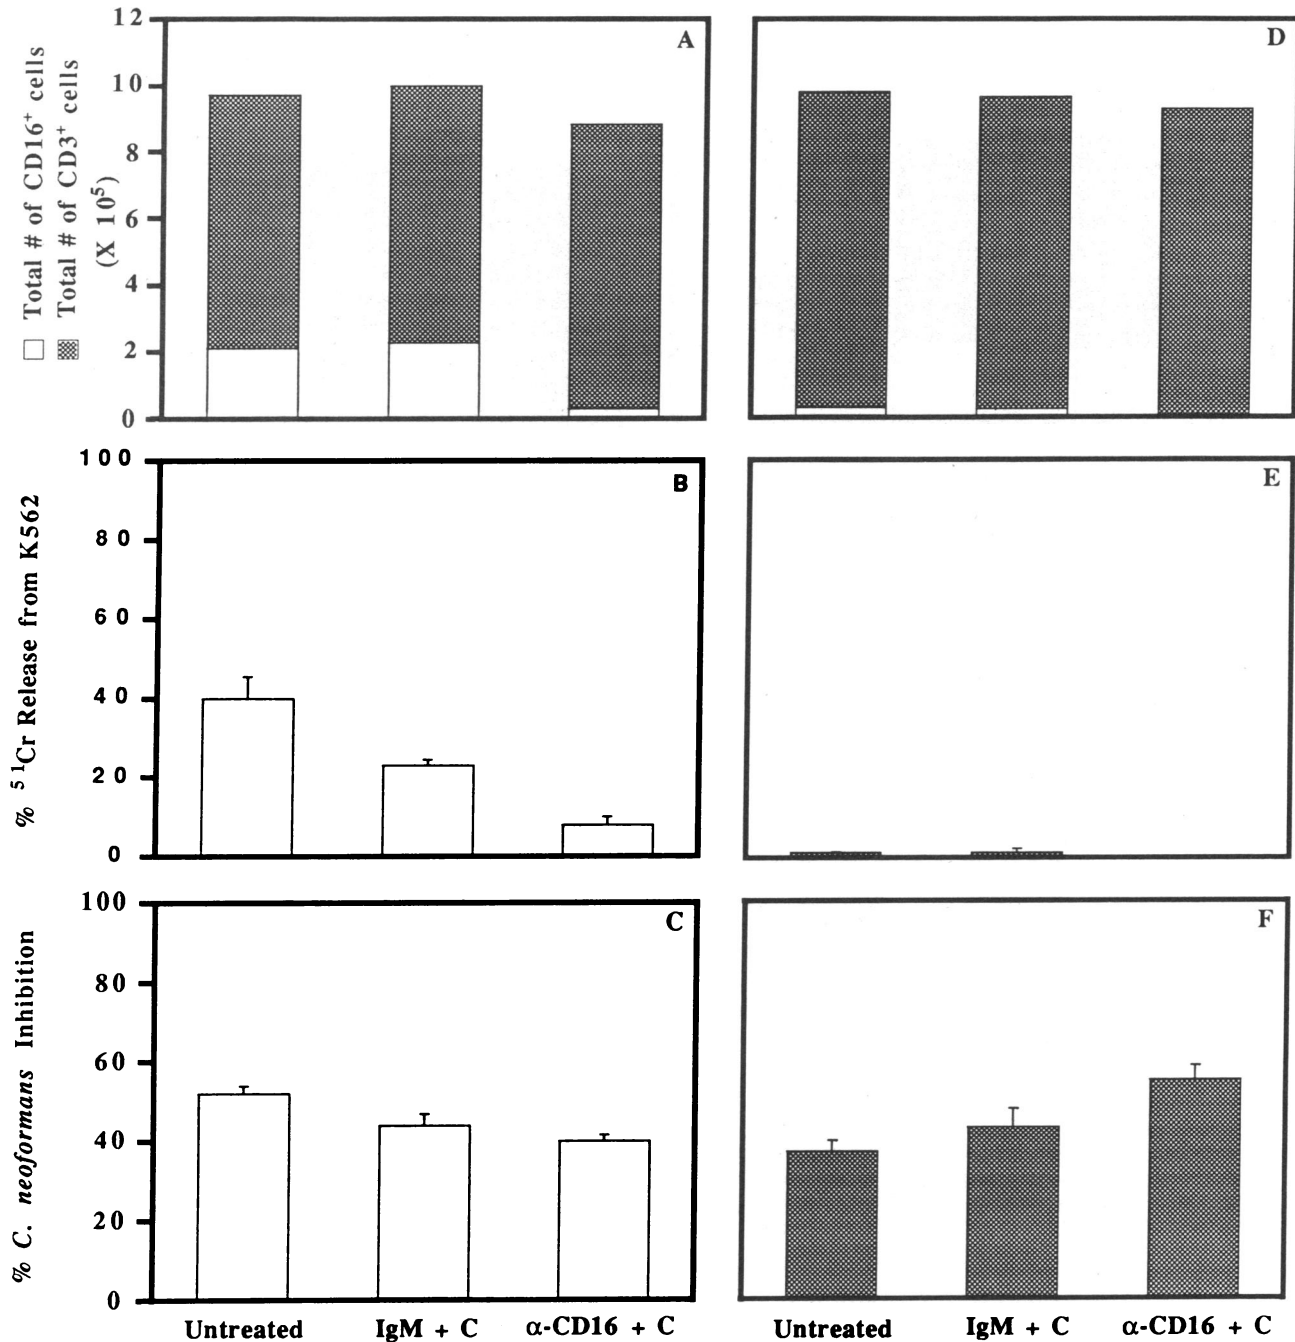 Total # of CD16⁺ cells
Total # of CD3⁺ cells
(X 10⁵)
12
10
8
6
4
2
0
A
D
% ⁵¹Cr Release from K562
100
80
60
40
20
0
B
E
% C. neoformans Inhibition
100
80
60
40
20
0
C
F
Untreated IgM + C α-CD16 + C
Untreated IgM + C α-CD16 + C